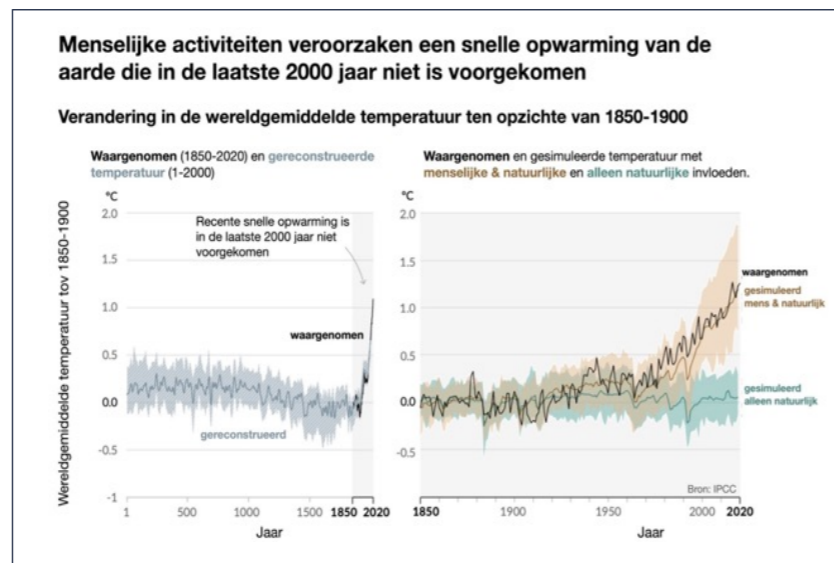 Menselijke activiteiten veroorzaken een snelle opwarming van de
aarde die in de laatste 2000 jaar niet is voorgekomen
Verandering in de wereldgemiddelde temperatuur ten opzichte van 1850-1900
Waargenomen (1850-2020) en gereconstrueerde
temperatuur (1-2000)
°C
Wereldgemiddelde temperatuur tov 1850-1900
2.0
1.5
1.0
0.5
0.0
-0.5
-1
Recente snelle opwarming is
in de laatste 2000 jaar niet
voorgekomen
waargenomen
gereconstrueerd
1
500
1000
1500
1850
2020
Jaar
Waargenomen en gesimuleerde temperatuur met
menselijke & natuurlijke en alleen natuurlijke invloeden.
°C
2.0
1.5
1.0
0.5
0.0
-0.5
waargenomen
gesimuleerd
mens & natuurlijk
gesimuleerd
alleen natuurlijk
Bron: IPCC
1850
1900
1950
2000
2020
Jaar